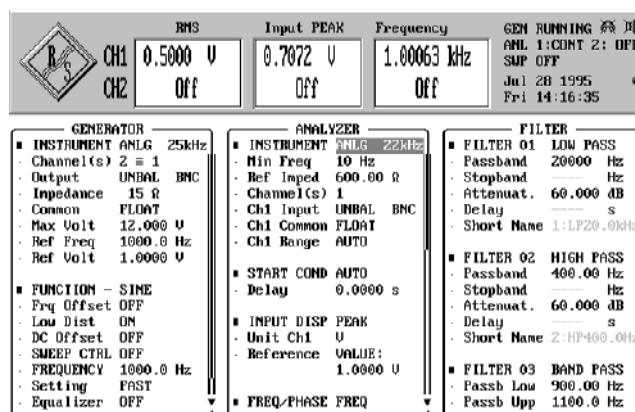 RMS Input PEAK Frequency
GEN RUNNING
ANL 1:CONT 2: OFF
SWP OFF
Jul 28 1995
Fri 14:16:35
R S
CH1 0.5000 V 0.7072 V 1.00063 kHz
CH2 Off Off Off
GENERATOR
INSTRUMENT ANLG 25kHz
Channel(s) 2 ≡ 1
Output UNBAL BNC
Impedance 15 Ω
Common FLOAT
Max Volt 12.000 V
Ref Freq 1000.0 Hz
Ref Volt 1.0000 V
FUNCTION - SINE
Frq Offset OFF
Low Dist ON
DC Offset OFF
SWEEP CTRL OFF
FREQUENCY 1000.0 Hz
Setting FAST
Equalizer OFF
ANALYZER
INSTRUMENT ANLG 22kHz
Min Freq 10 Hz
Ref Imped 600.00 Ω
Channel(s) 1
Ch1 Input UNBAL BNC
Ch1 Common FLOAT
Ch1 Range AUTO
START COND AUTO
Delay 0.0000 s
INPUT DISP PEAK
Unit Ch1 V
Reference VALUE:
1.0000 V
FREQ/PHASE FREQ
FILTER
FILTER 01 LOW PASS
Passband 20000 Hz
Stopband ---- Hz
Attenuat. 60.000 dB
Delay ---- s
Short Name 1:LP20.0kHz
FILTER 02 HIGH PASS
Passband 400.00 Hz
Stopband ---- Hz
Attenuat. 60.000 dB
Delay ---- s
Short Name 2:HP400.0Hz
FILTER 03 BAND PASS
Passb Low 900.00 Hz
Passb Upp 1100.0 Hz